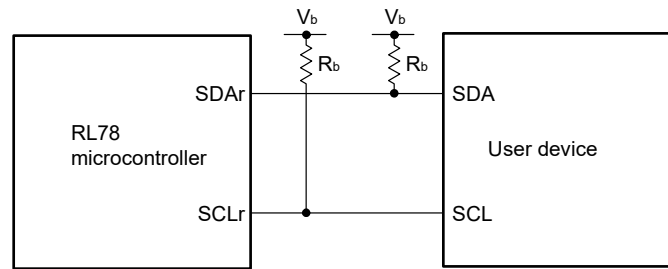 Vb Vb
Rb Rb
SDAr SDA
RL78
microcontroller
User device
SCLr SCL